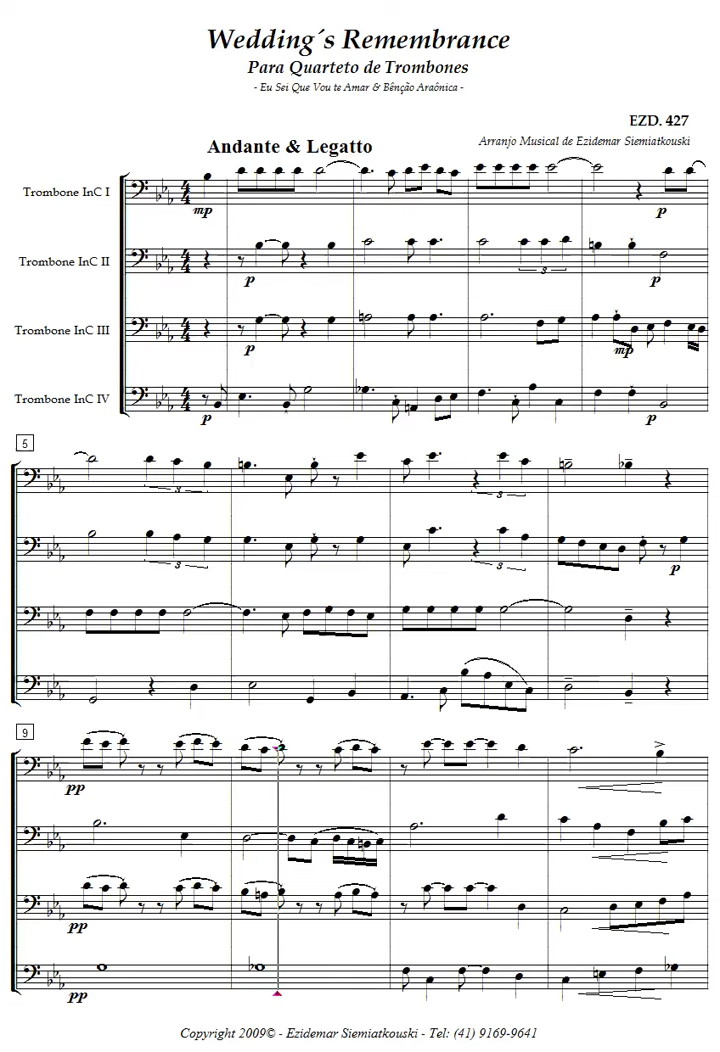 Wedding´s Remembrance
Para Quarteto de Trombones
- Eu Sei Que Vou te Amar & Bênção Araônica -
EZD. 427
Andante & Legatto
Arranjo Musical de Ezidemar Siemiatkouski
Trombone InC I
mp
p
Trombone InC II
p
3
p
Trombone InC III
p
mp
Trombone InC IV
p
p
5
3
3
3
3
p
9
pp
pp
pp
Copyright 2009© - Ezidemar Siemiatkouski - Tel: (41) 9169-9641